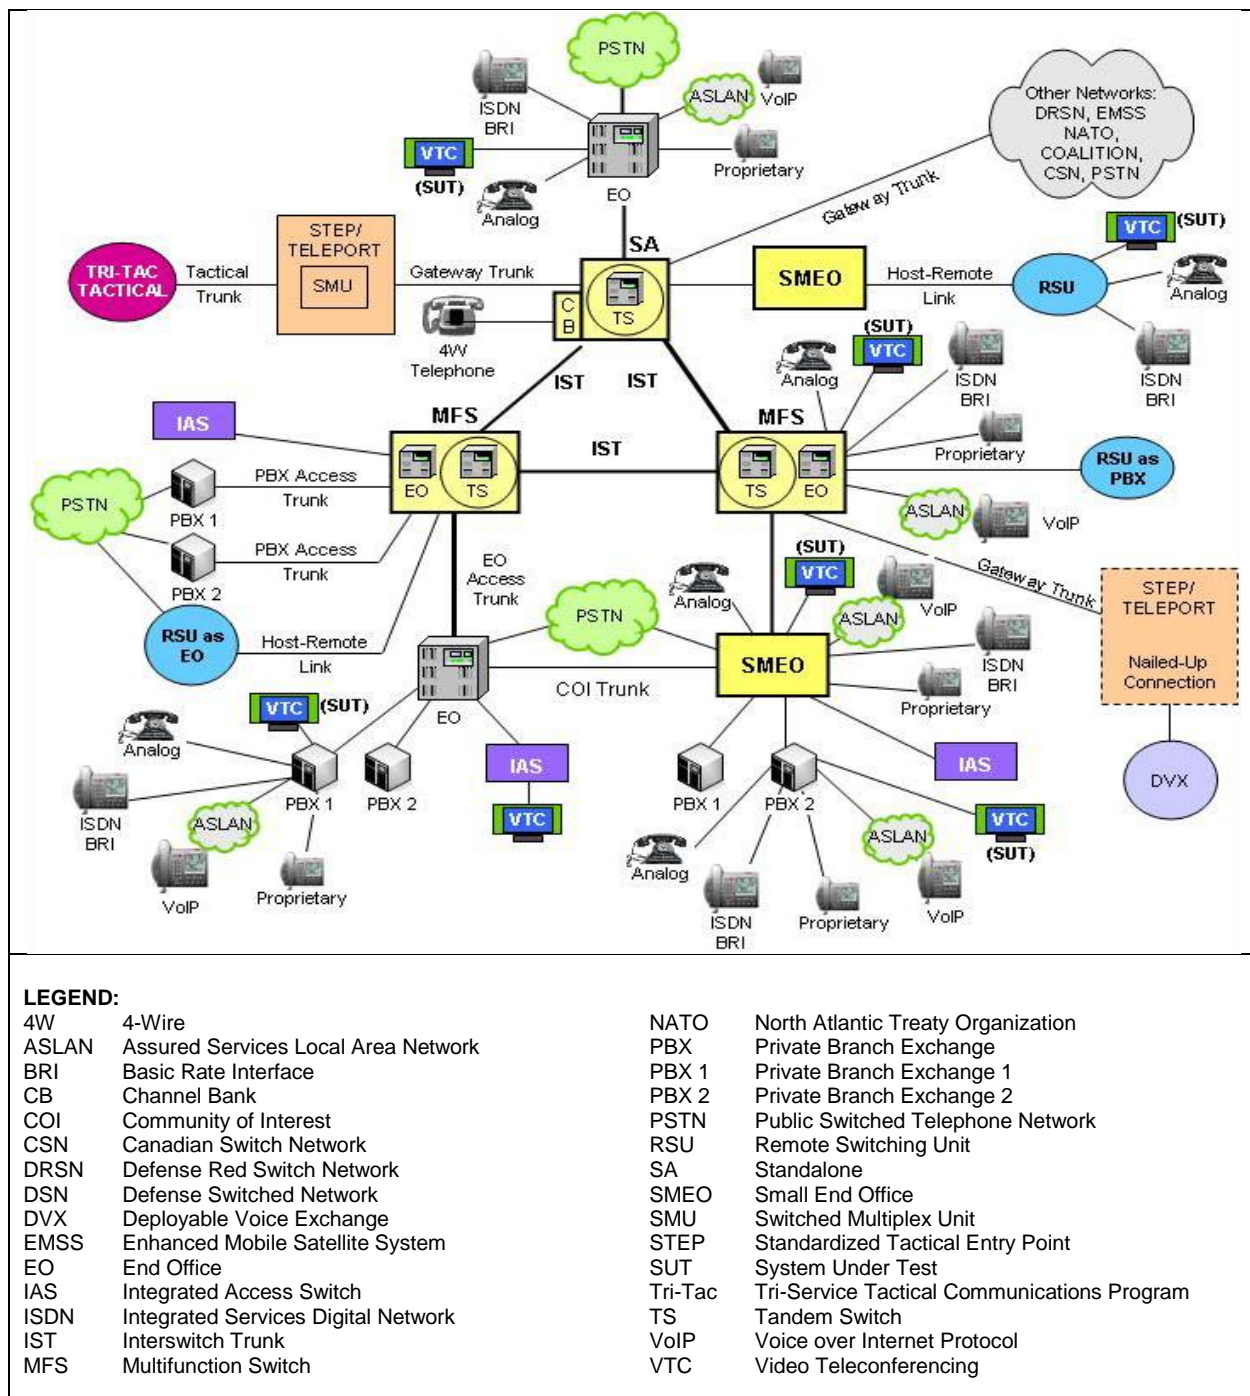 PSTN
ISDN
BRI
ASLAN
VoIP
VTC
(SUT)
Proprietary
Analog
EO
Other Networks:
DRSN, EMSS
NATO,
COALITION,
CSN, PSTN
Gateway Trunk
SA
STEP/
TELEPORT
SMU
TRI-TAC
TACTICAL
Tactical
Trunk
Gateway Trunk
C
B
TS
4W
Telephone
SMEO
Host-Remote
Link
RSU
VTC
(SUT)
Analog
ISDN
BRI
IST
IST
IST
MFS
EO
TS
MFS
TS
EO
Analog
(SUT)
VTC
ISDN
BRI
Proprietary
RSU as
PBX
ASLAN
VoIP
IAS
PSTN
PBX 1
PBX Access
Trunk
PBX 2
PBX Access
Trunk
RSU as
EO
Host-Remote
Link
EO
Access
Trunk
PSTN
EO
COI Trunk
Analog
(SUT)
VTC
ASLAN
VoIP
SMEO
ISDN
BRI
Proprietary
Gateway Trunk
STEP/
TELEPORT
Nailed-Up
Connection
DVX
VTC
(SUT)
Analog
ISDN
BRI
ASLAN
VoIP
Proprietary
PBX 1
PBX 2
IAS
VTC
PBX 1
PBX 2
IAS
VTC
(SUT)
Analog
ISDN
BRI
Proprietary
ASLAN
VoIP
LEGEND:
4W 4-Wire
ASLAN Assured Services Local Area Network
BRI Basic Rate Interface
CB Channel Bank
COI Community of Interest
CSN Canadian Switch Network
DRSN Defense Red Switch Network
DSN Defense Switched Network
DVX Deployable Voice Exchange
EMSS Enhanced Mobile Satellite System
EO End Office
IAS Integrated Access Switch
ISDN Integrated Services Digital Network
IST Interswitch Trunk
MFS Multifunction Switch
NATO North Atlantic Treaty Organization
PBX Private Branch Exchange
PBX 1 Private Branch Exchange 1
PBX 2 Private Branch Exchange 2
PSTN Public Switched Telephone Network
RSU Remote Switching Unit
SA Standalone
SMEO Small End Office
SMU Switched Multiplex Unit
STEP Standardized Tactical Entry Point
SUT System Under Test
Tri-Tac Tri-Service Tactical Communications Program
TS Tandem Switch
VoIP Voice over Internet Protocol
VTC Video Teleconferencing